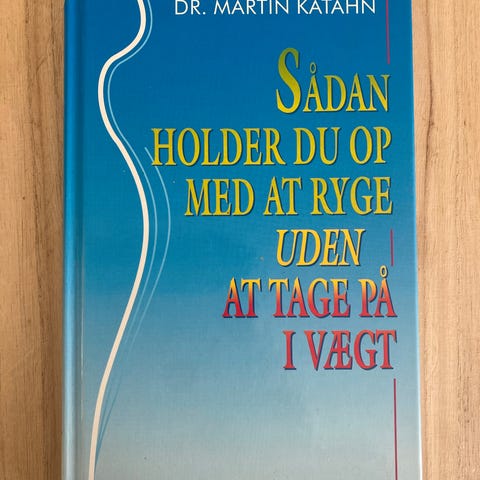 DR. MARTIN KATAHN
SÅDAN
HOLDER DU OP
MED AT RYGE
UDEN
AT TAGE PÅ
I VÆGT